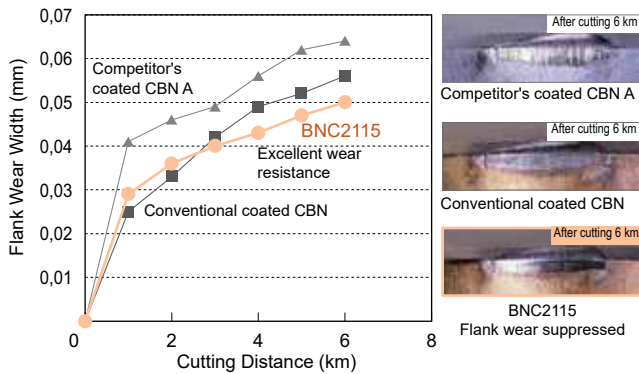 Flank Wear Width (mm)
0,07
0,06
0,05
0,04
0,03
0,02
0,01
0
2
4
6
8
Cutting Distance (km)
Competitor's
coated CBN A
BNC2115
Excellent wear
resistance
Conventional coated CBN
After cutting 6 km
Competitor's coated CBN A
After cutting 6 km
Conventional coated CBN
After cutting 6 km
BNC2115
Flank wear suppressed